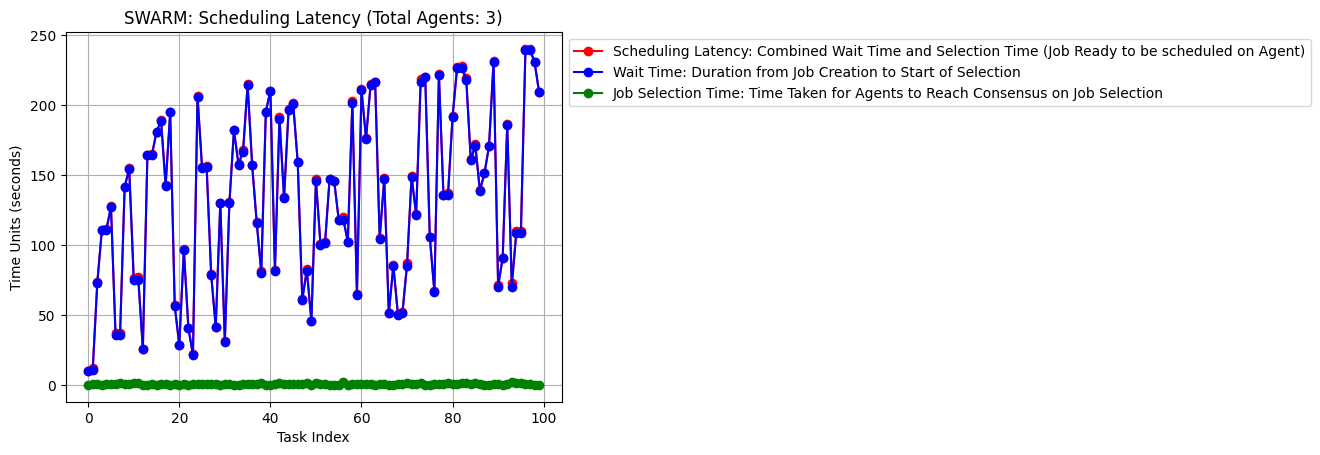 SWARM: Scheduling Latency (Total Agents: 3)
Scheduling Latency: Combined Wait Time and Selection Time (Job Ready to be scheduled on Agent)
Wait Time: Duration from Job Creation to Start of Selection
Job Selection Time: Time Taken for Agents to Reach Consensus on Job Selection
Time Units (seconds)
250
200
150
100
50
0
0 20 40 60 80 100
Task Index